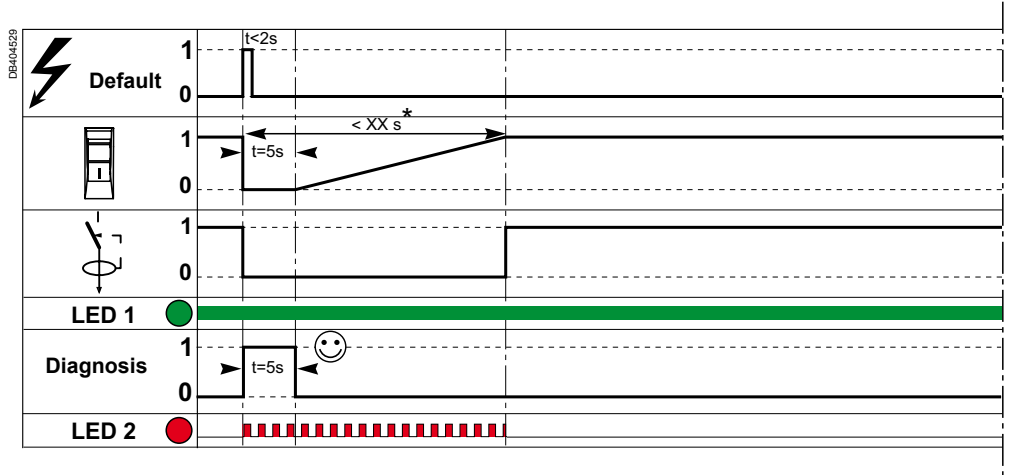 DB404529
t<2s
Default
1
0
< XX s*
1
t=5s
0
1
0
LED 1
Diagnosis
1
t=5s
0
LED 2